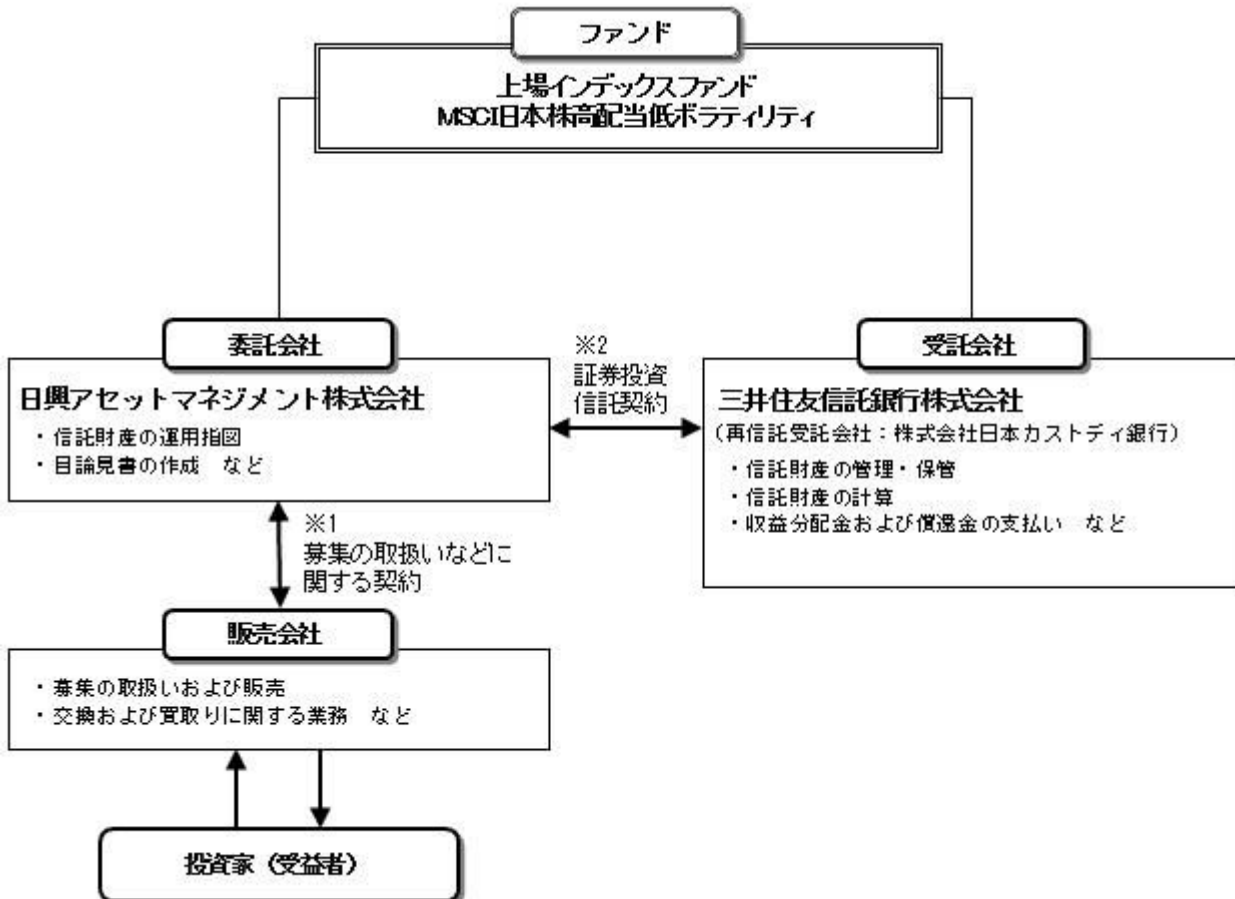 ファンド
上場インデックスファンド
MSCI日本株高配当低ボラティリティ
委託会社
日興アセットマネジメント株式会社
・信託財産の運用指図
・目論見書の作成　など
※2
証券投資
信託契約
受託会社
三井住友信託銀行株式会社
(再信託受託会社：株式会社日本カストディ銀行)
・信託財産の管理・保管
・信託財産の計算
・収益分配金および償還金の支払い　など
※1
募集の取扱いなどに
関する契約
販売会社
・募集の取扱いおよび販売
・交換および買取りに関する業務　など
投資家（受益者）